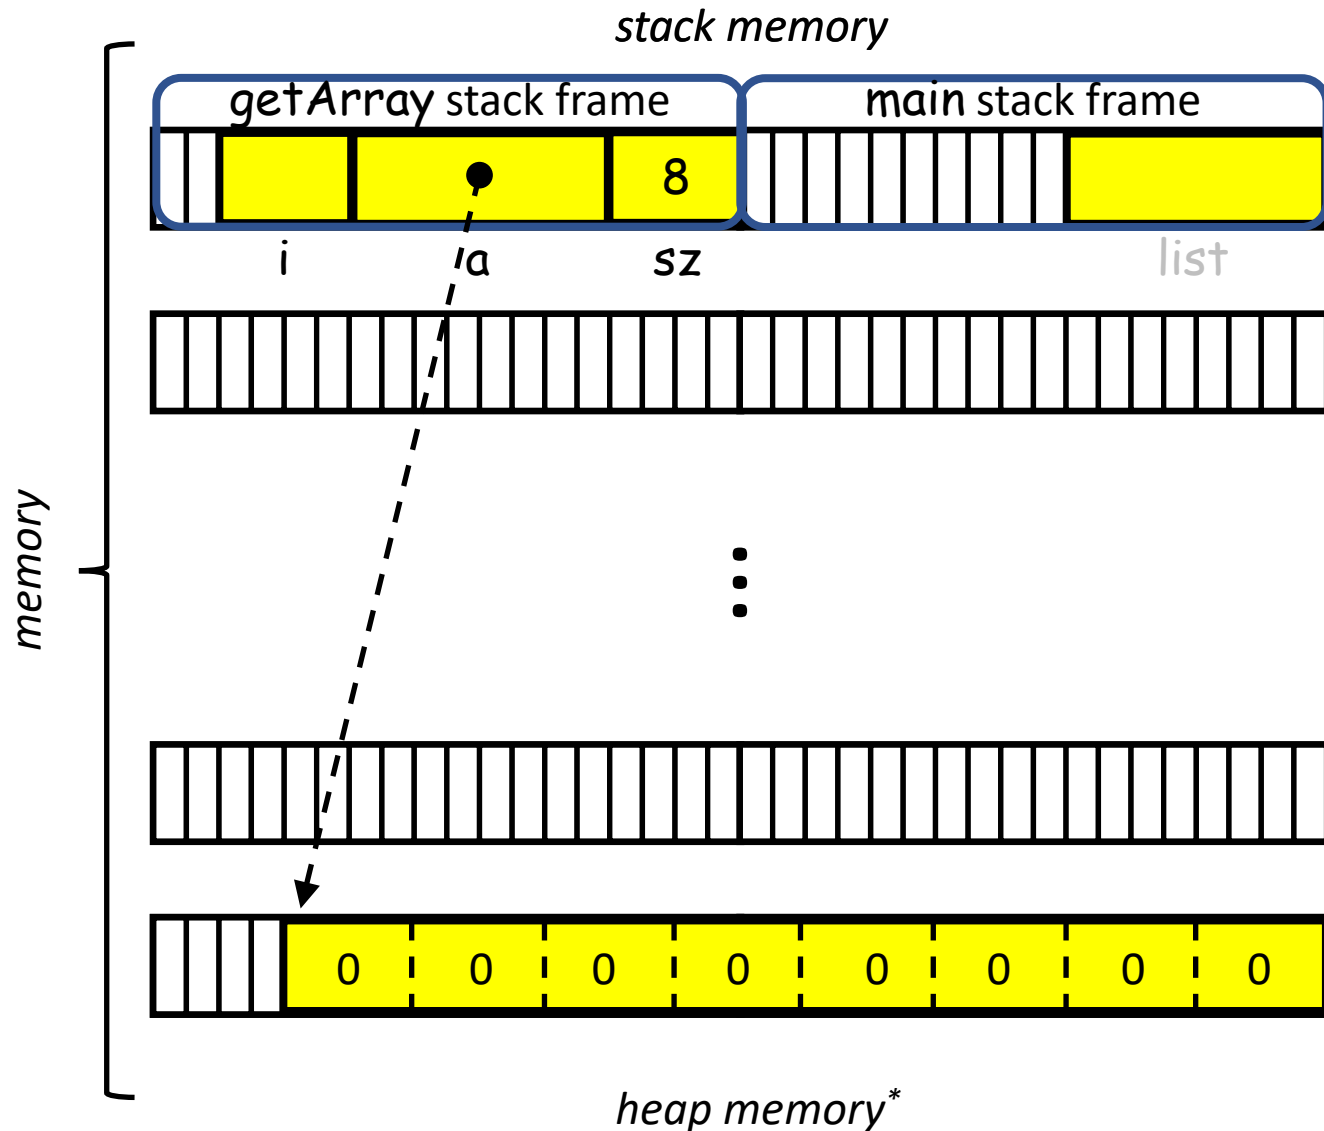 stack memory
getArray stack frame
main stack frame
8
i
a
sz
list
memory
0 0 0 0 0 0 0 0
heap memory*